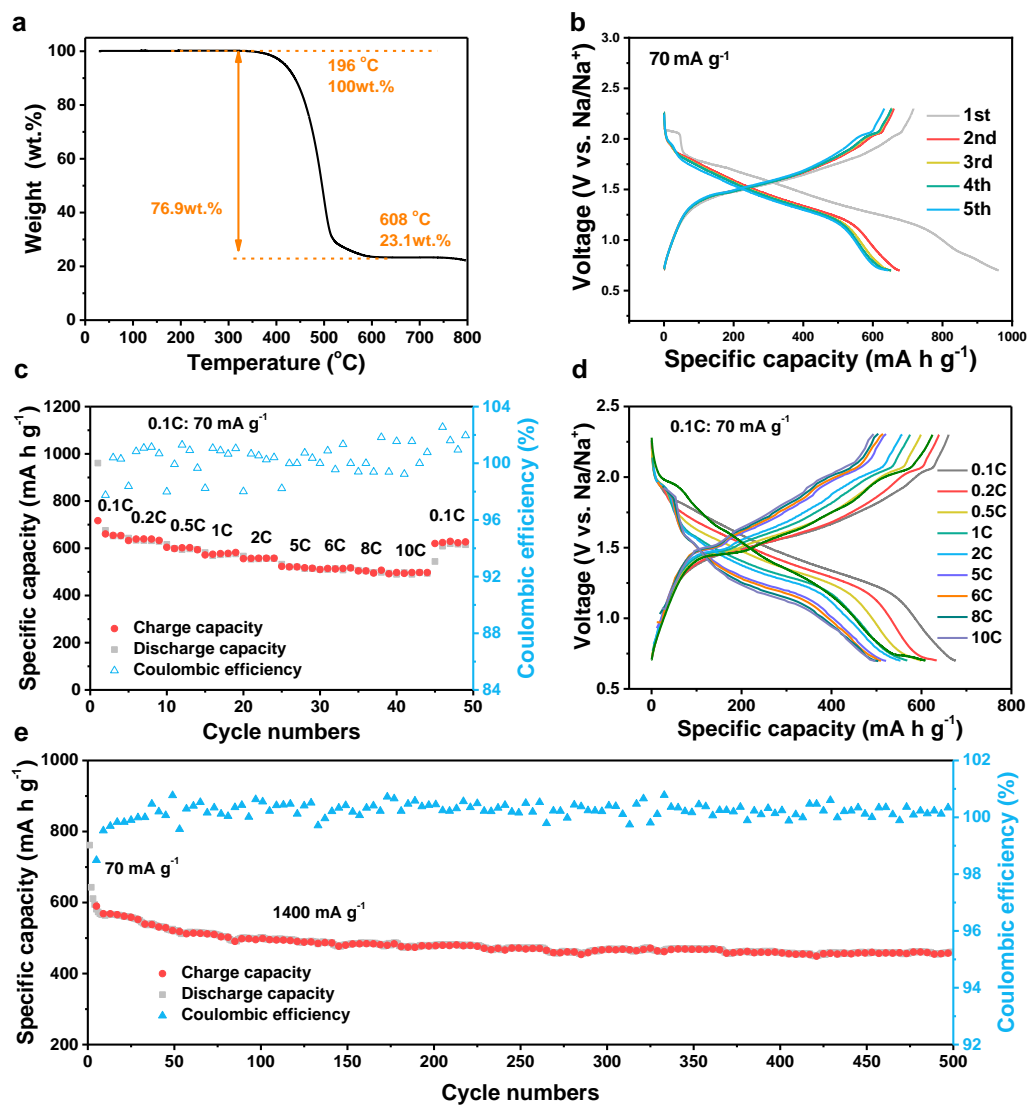 a
100
80
60
40
20
0
Weight (wt.%)
196 °C
100wt.%
76.9wt.%
608 °C
23.1wt.%
0 100 200 300 400 500 600 700 800
Temperature (°C)
b
70 mA g-1
3.0
2.5
2.0
1.5
1.0
0.5
Voltage (V vs. Na/Na+)
1st
2nd
3rd
4th
5th
0 200 400 600 800 1000
Specific capacity (mA h g-1)
c
0.1C: 70 mA g-1
1200
1000
800
600
400
200
0
Specific capacity (mA h g-1)
104
100
96
92
88
84
Coulombic efficiency (%)
0.1C 0.2C 0.5C 1C 2C 5C 6C 8C 10C 0.1C
Charge capacity
Discharge capacity
Coulombic efficiency
0 10 20 30 40 50
Cycle numbers
d
0.1C: 70 mA g-1
2.5
2.0
1.5
1.0
0.5
Voltage (V vs. Na/Na+)
0.1C
0.2C
0.5C
1C
2C
5C
6C
8C
10C
0 200 400 600 800
Specific capacity (mA h g-1)
e
1000
800
600
400
200
Specific capacity (mA h g-1)
102
100
98
96
94
92
Coulombic efficiency (%)
70 mA g-1
1400 mA g-1
Charge capacity
Discharge capacity
Coulombic efficiency
0 50 100 150 200 250 300 350 400 450 500
Cycle numbers